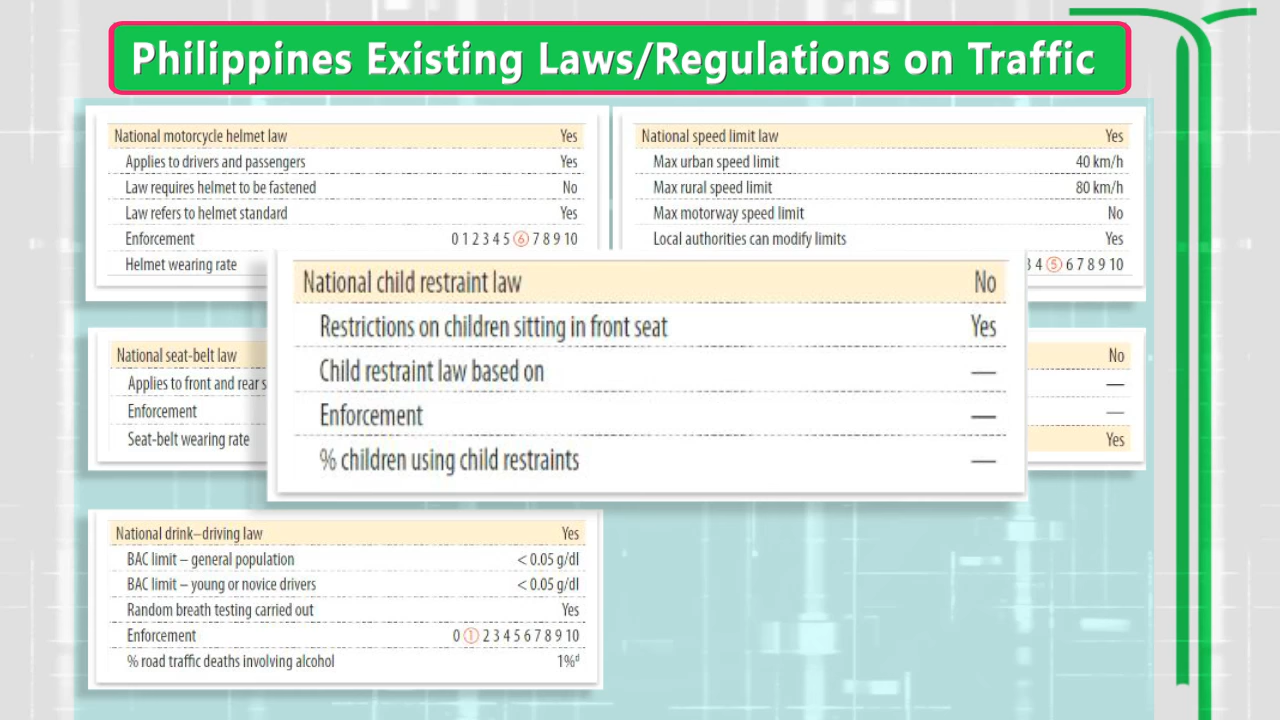 Philippines Existing Laws/Regulations on Traffic
National motorcycle helmet law Yes
Applies to drivers and passengers Yes
Law requires helmet to be fastened No
Law refers to helmet standard Yes
Enforcement 0 1 2 3 4 5 6 7 8 9 10
Helmet wearing rate
National speed limit law Yes
Max urban speed limit 40 km/h
Max rural speed limit 80 km/h
Max motorway speed limit No
Local authorities can modify limits Yes
4 5 6 7 8 9 10
National child restraint law No
Restrictions on children sitting in front seat Yes
Child restraint law based on —
Enforcement —
% children using child restraints —
National seat-belt law
Applies to front and rear s
Enforcement
Seat-belt wearing rate
No
—
—
Yes
National drink–driving law Yes
BAC limit – general population < 0.05 g/dl
BAC limit – young or novice drivers < 0.05 g/dl
Random breath testing carried out Yes
Enforcement 0 1 2 3 4 5 6 7 8 9 10
% road traffic deaths involving alcohol 1%d